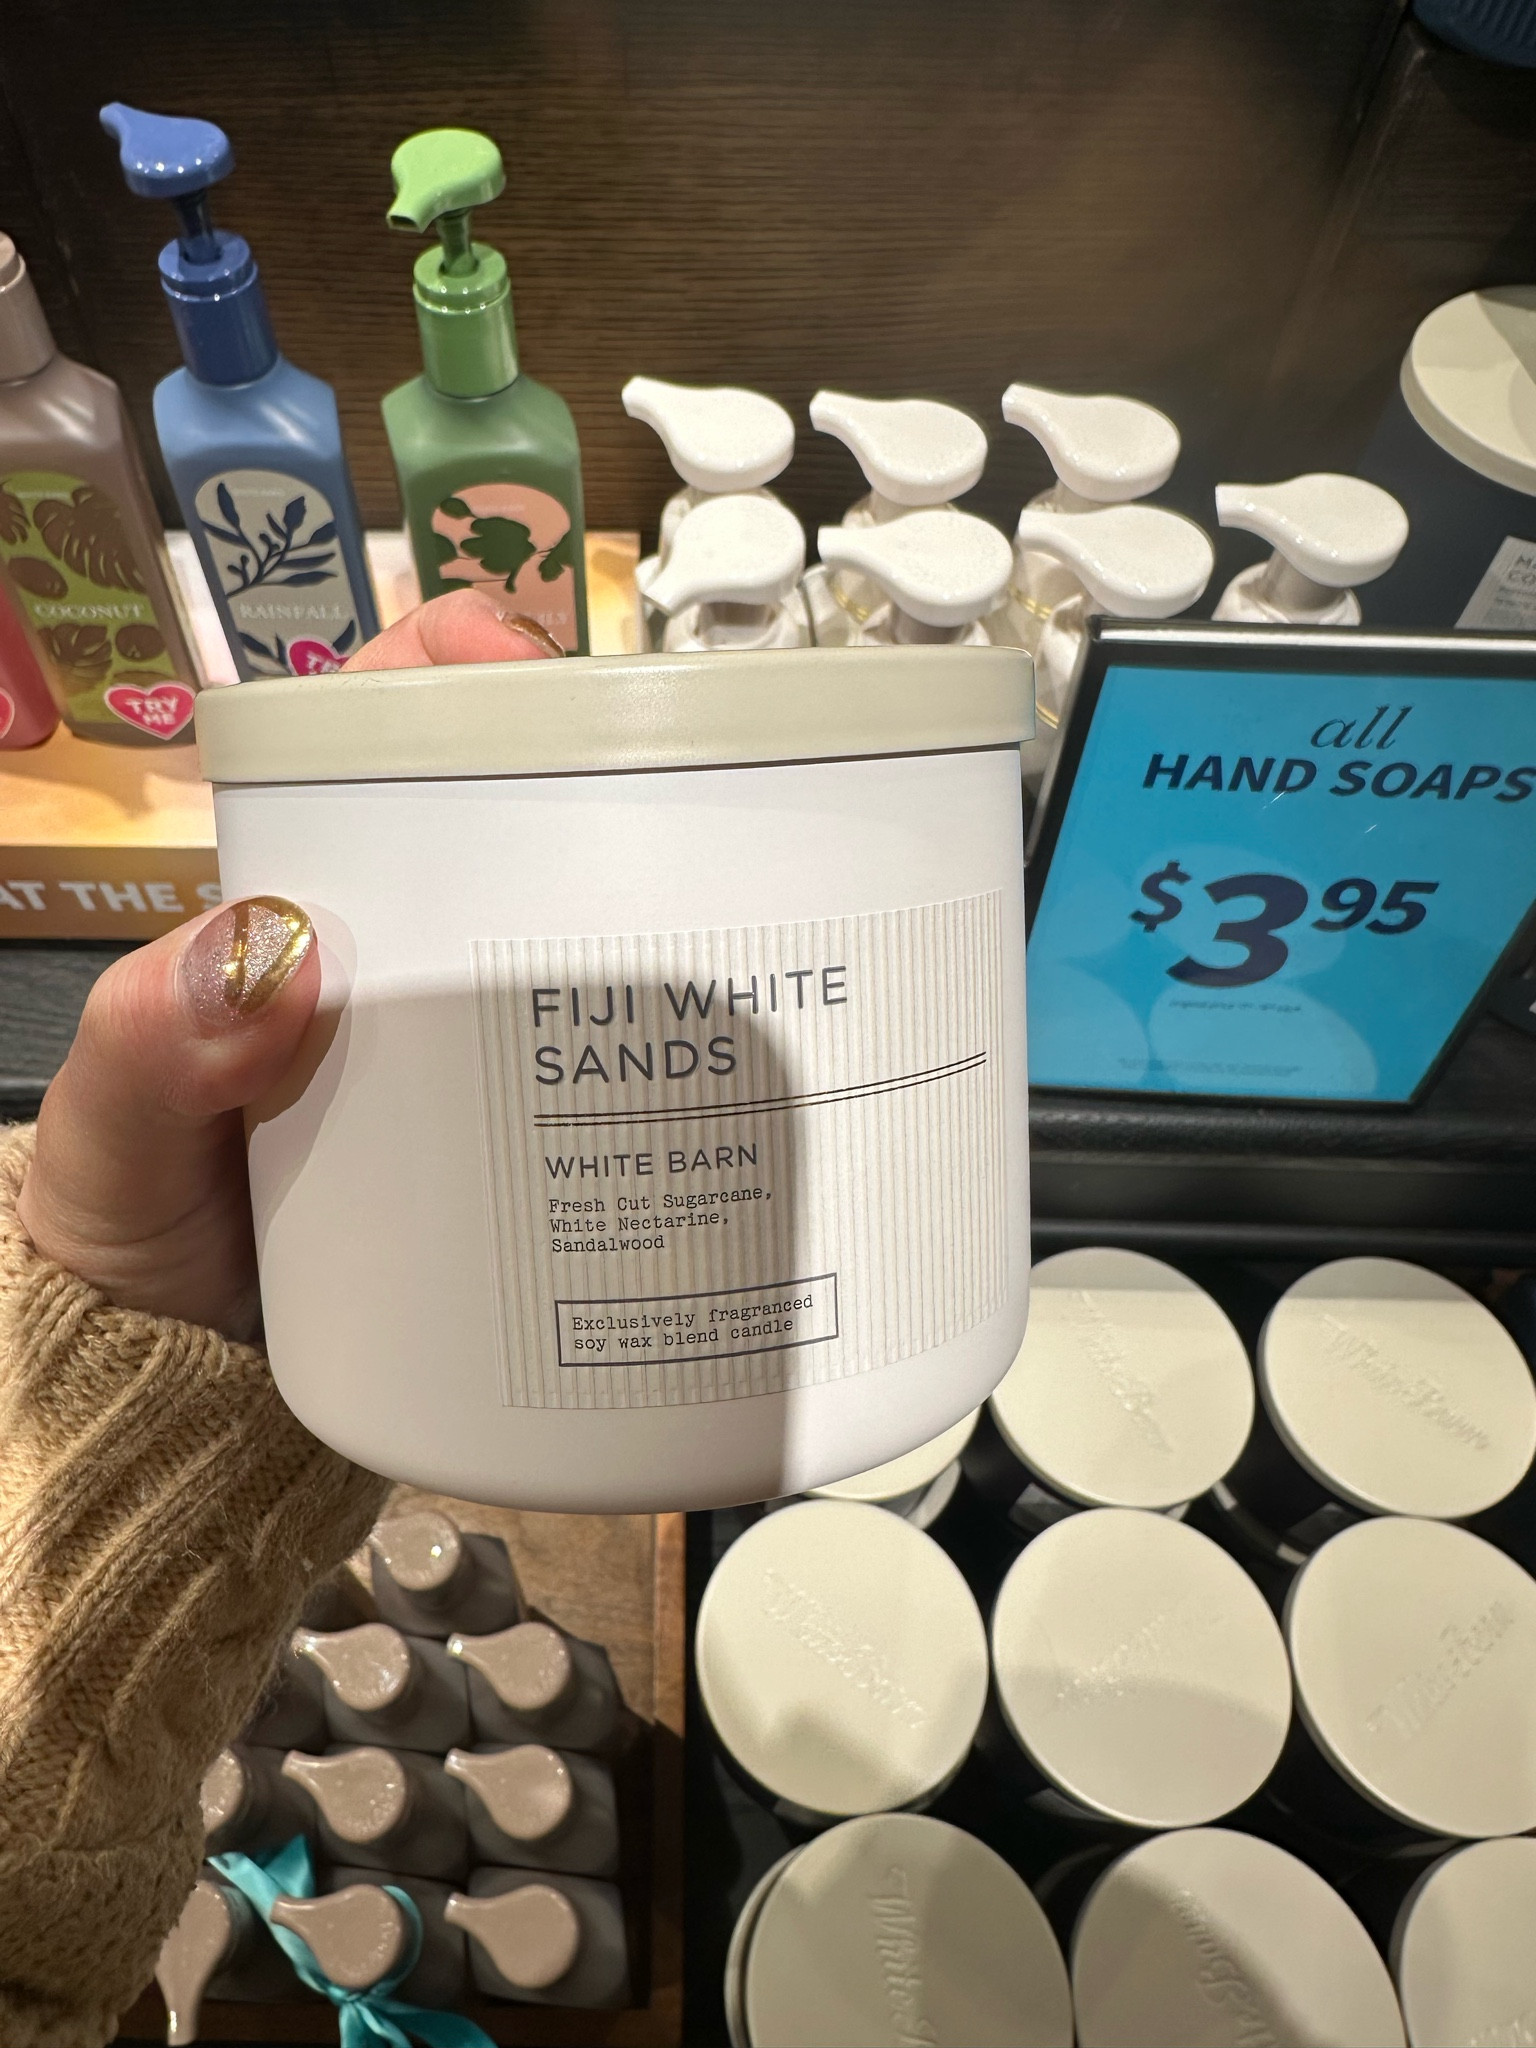 COCONUT
TRY
ME
RAINFALL
all
HAND SOAPS
$3 95
AT THE
FIJI WHITE
SANDS
WHITE BARN
Fresh Cut Sugarcane,
White Nectarine,
Sandalwood
Exclusively fragranced
soy wax blend candle